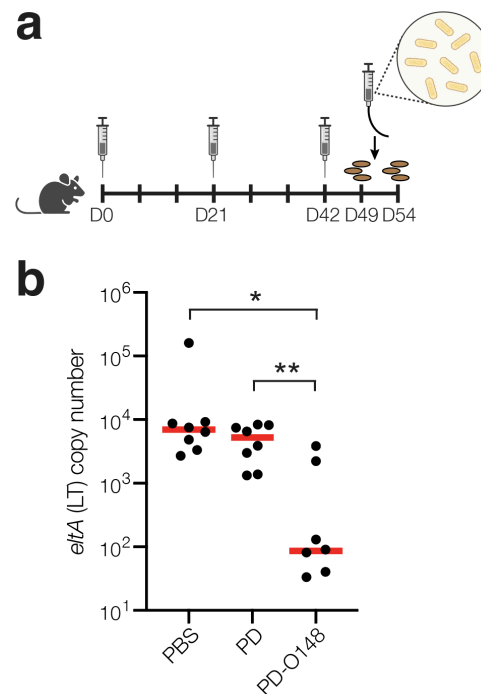 a
D0 D21 D42 D49 D54
b
eltA (LT) copy number
10⁶
10⁵
10⁴
10³
10²
10¹
*
**
PBS PD PD-O148